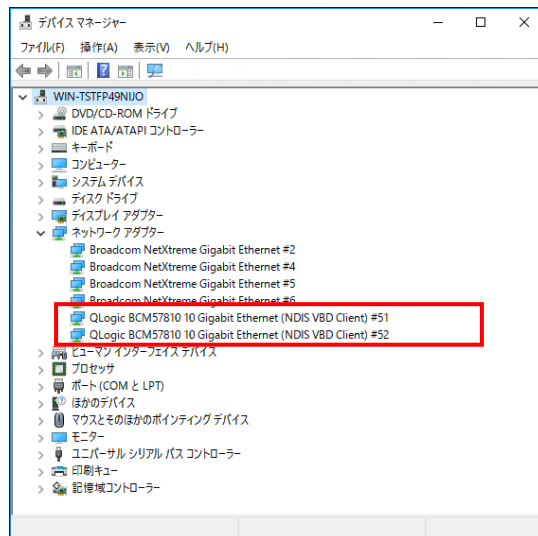 デバイス マネージャー
ファイル(F) 操作(A) 表示(V) ヘルプ(H)
WIN-TSTFP49NIJO
DVD/CD-ROM ドライブ
IDE ATA/ATAPI コントローラー
キーボード
コンピューター
システム デバイス
ディスク ドライブ
ディスプレイ アダプター
ネットワーク アダプター
Broadcom NetXtreme Gigabit Ethernet #2
Broadcom NetXtreme Gigabit Ethernet #4
Broadcom NetXtreme Gigabit Ethernet #5
Broadcom NetXtreme Gigabit Ethernet #6
QLogic BCM57810 10 Gigabit Ethernet (NDIS VBD Client) #51
QLogic BCM57810 10 Gigabit Ethernet (NDIS VBD Client) #52
ヒューマン インターフェイス デバイス
プロセッサ
ポート (COM と LPT)
ほかのデバイス
マウスとそのほかのポインティング デバイス
モニター
ユニバーサル シリアル バス コントローラー
印刷キュー
記憶域コントローラー